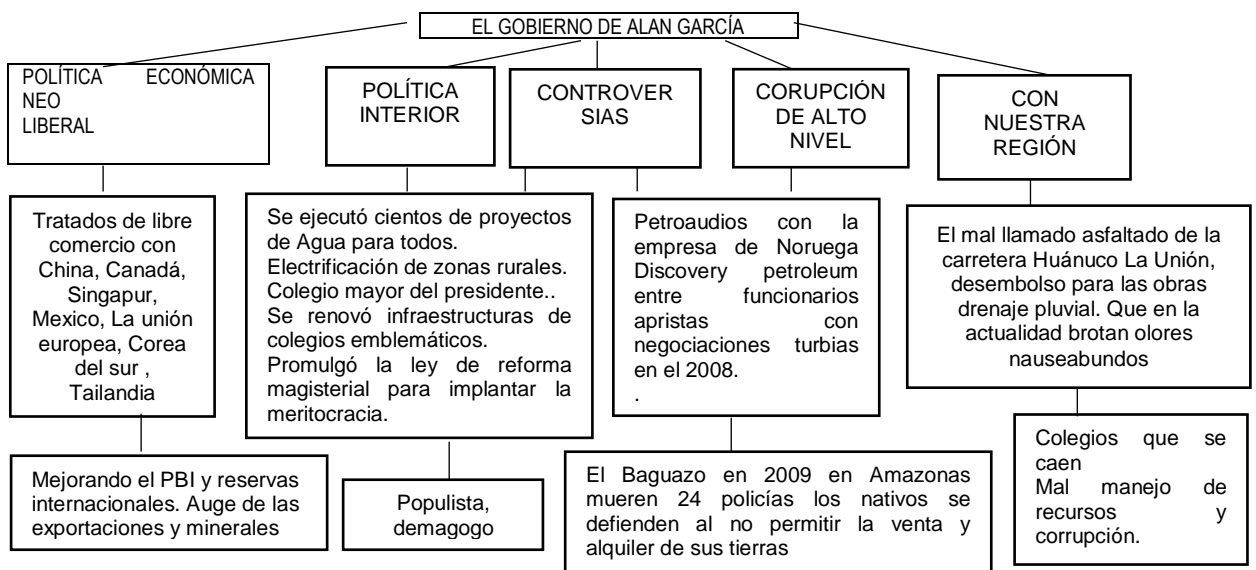 EL GOBIERNO DE ALAN GARCÍA
POLÍTICA ECONÓMICA
NEO
LIBERAL
POLÍTICA
INTERIOR
CONTROVER
SIAS
CORUPCIÓN
DE ALTO
NIVEL
CON
NUESTRA
REGIÓN
Tratados de libre
comercio con
China, Canadá,
Singapur,
Mexico, La unión
europea, Corea
del sur ,
Tailandia
Se ejecutó cientos de proyectos
de Agua para todos.
Electrificación de zonas rurales.
Colegio mayor del presidente..
Se renovó infraestructuras de
colegios emblemáticos.
Promulgó la ley de reforma
magisterial para implantar la
meritocracia.
Petroaudios con la
empresa de Noruega
Discovery petroleum
entre funcionarios
apristas con
negociaciones turbias
en el 2008.
.
El mal llamado asfaltado de la
carretera Huánuco La Unión,
desembolso para las obras
drenaje pluvial. Que en la
actualidad brotan olores
nauseabundos
Mejorando el PBI y reservas
internacionales. Auge de las
exportaciones y minerales
Populista,
demagogo
El Baguazo en 2009 en Amazonas
mueren 24 policías los nativos se
defienden al no permitir la venta y
alquiler de sus tierras
Colegios que se
caen
Mal manejo de
recursos y
corrupción.